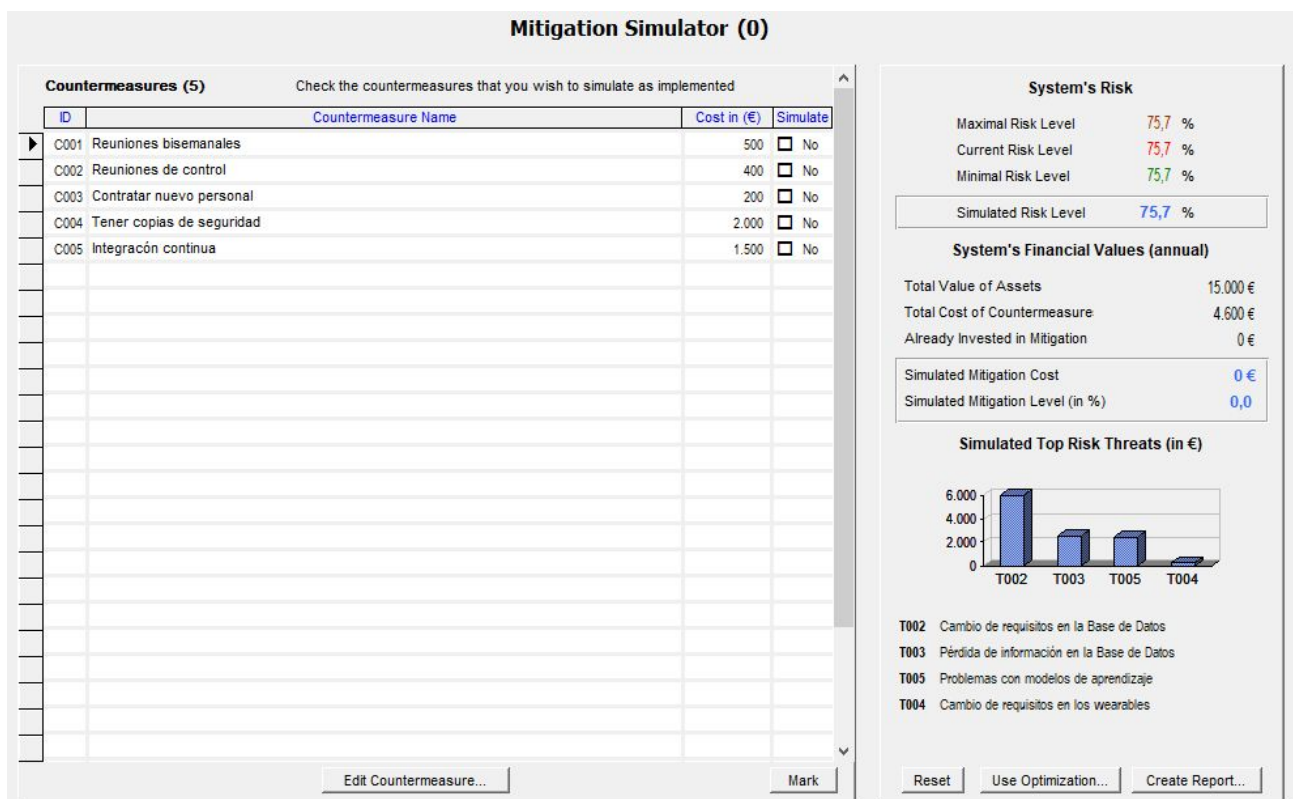 Mitigation Simulator (0)
Countermeasures (5) Check the countermeasures that you wish to simulate as implemented
ID Countermeasure Name Cost in (€) Simulate
C001 Reuniones bisemanales 500 No
C002 Reuniones de control 400 No
C003 Contratar nuevo personal 200 No
C004 Tener copias de seguridad 2.000 No
C005 Integracón continua 1.500 No
Edit Countermeasure...
Mark
System's Risk
Maximal Risk Level 75,7 %
Current Risk Level 75,7 %
Minimal Risk Level 75,7 %
Simulated Risk Level 75,7 %
System's Financial Values (annual)
Total Value of Assets 15.000 €
Total Cost of Countermeasure 4.600 €
Already Invested in Mitigation 0 €
Simulated Mitigation Cost 0 €
Simulated Mitigation Level (in %) 0,0
Simulated Top Risk Threats (in €)
6.000
4.000
2.000
0
T002 T003 T005 T004
T002 Cambio de requisitos en la Base de Datos
T003 Pérdida de información en la Base de Datos
T005 Problemas con modelos de aprendizaje
T004 Cambio de requisitos en los wearables
Reset Use Optimization... Create Report...